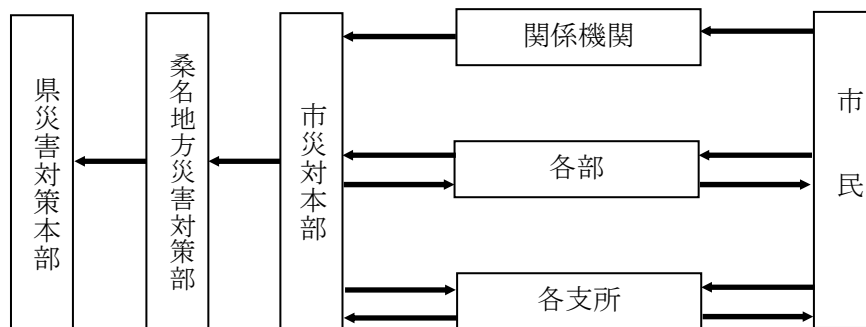 県災害対策本部
桑名地方災害対策部
市災対本部
関係機関
各部
各支所
市民